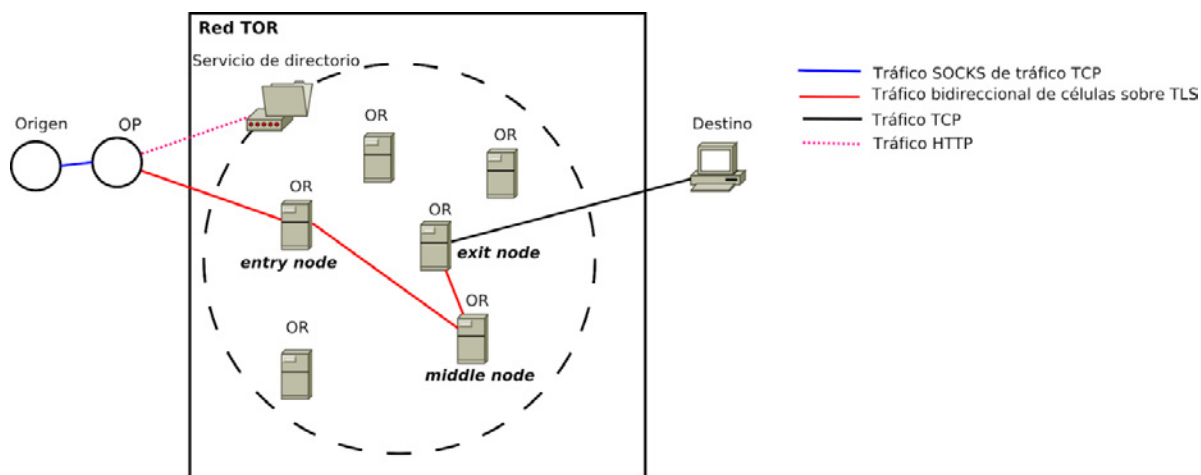 Red TOR
Servicio de directorio
Origen
OP
OR
OR
OR
entry node
OR
exit node
OR
middle node
OR
Destino
Tráfico SOCKS de tráfico TCP
Tráfico bidireccional de células sobre TLS
Tráfico TCP
Tráfico HTTP